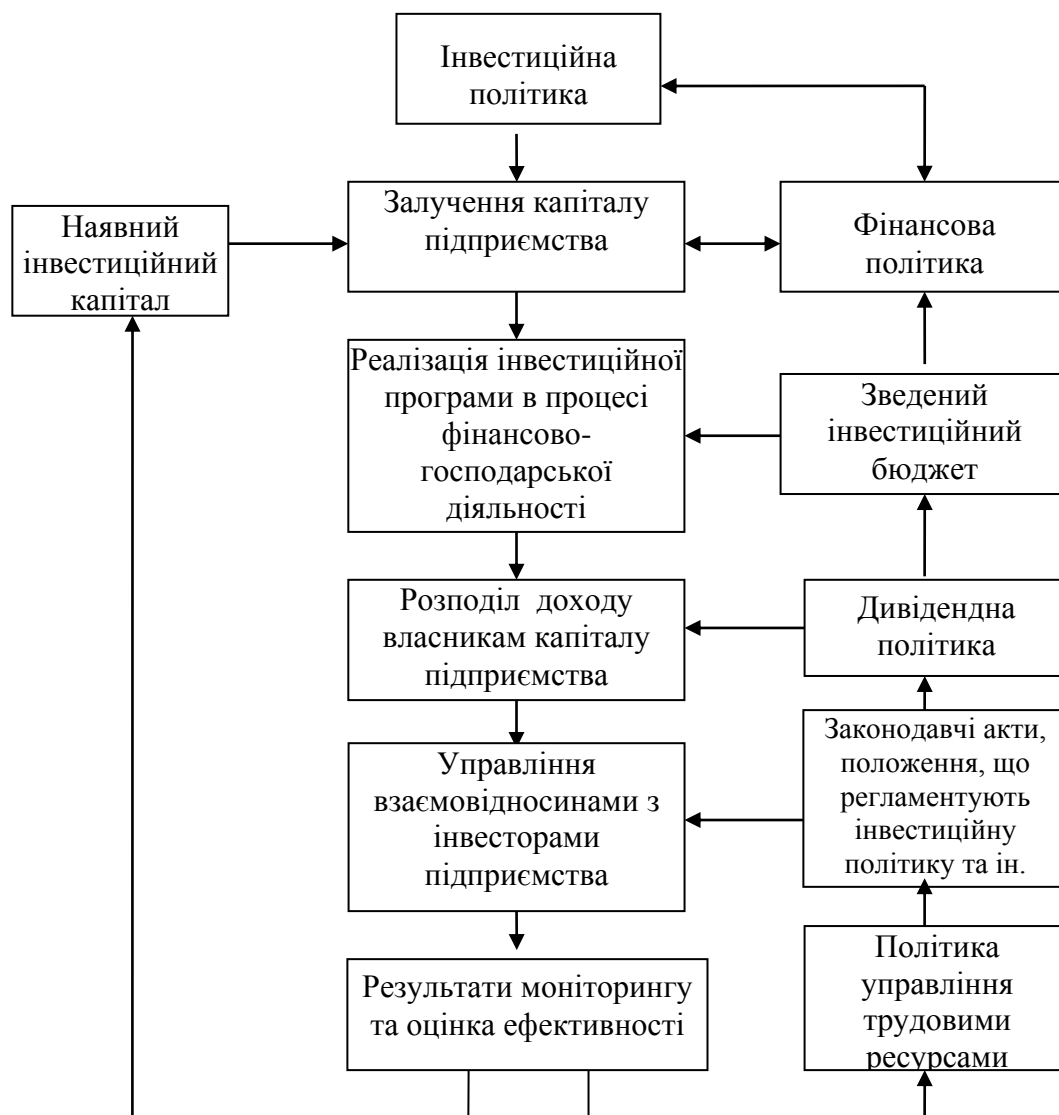 Інвестиційна
політика
Залучення капіталу
підприємства
Наявний
інвестиційний
капітал
Фінансова
політика
Реалізація інвестиційної
програми в процесі
фінансово-
господарської
діяльності
Зведений
інвестиційний
бюджет
Розподіл доходу
власникам капіталу
підприємства
Дивідендна
політика
Управління
взаємовідносинами з
інвесторами
підприємства
Законодавчі акти,
положення, що
регламентують
інвестиційну
політику та ін.
Результати моніторингу
та оцінка ефективності
Політика
управління
трудовими
ресурсами